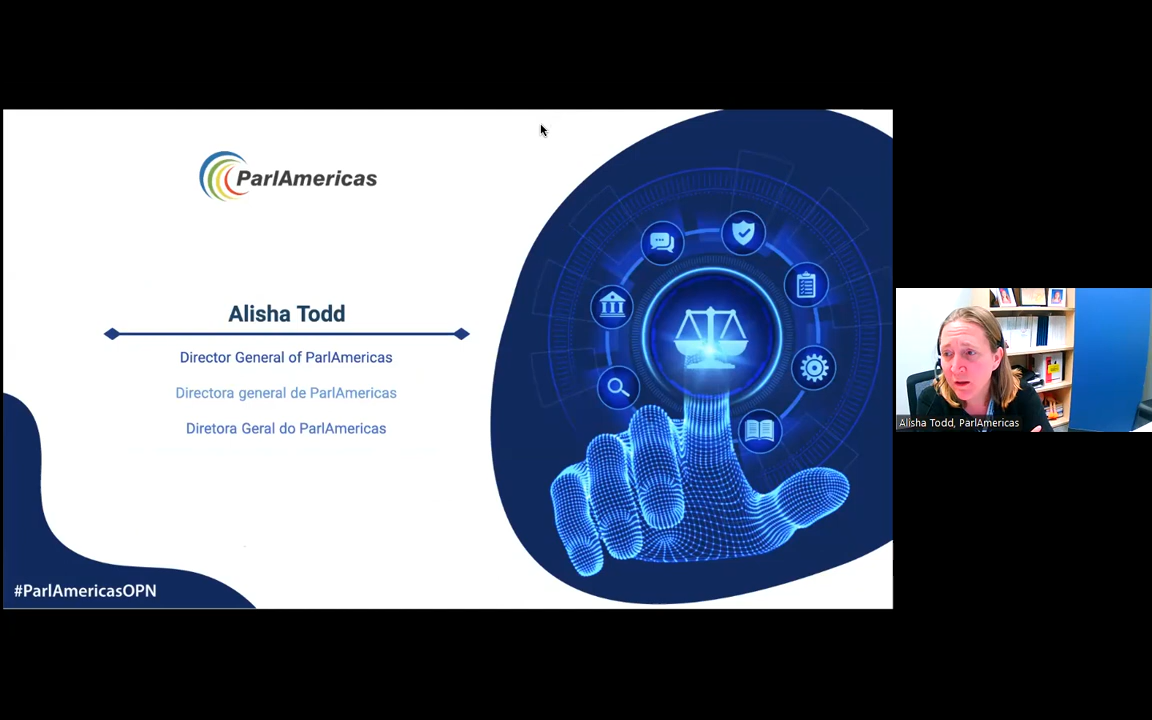 ParlAmericas
Alisha Todd
Director General of ParlAmericas
Directora general de ParlAmericas
Diretora Geral do ParlAmericas
#ParlAmericasOPN
Alisha Todd, ParlAmericas